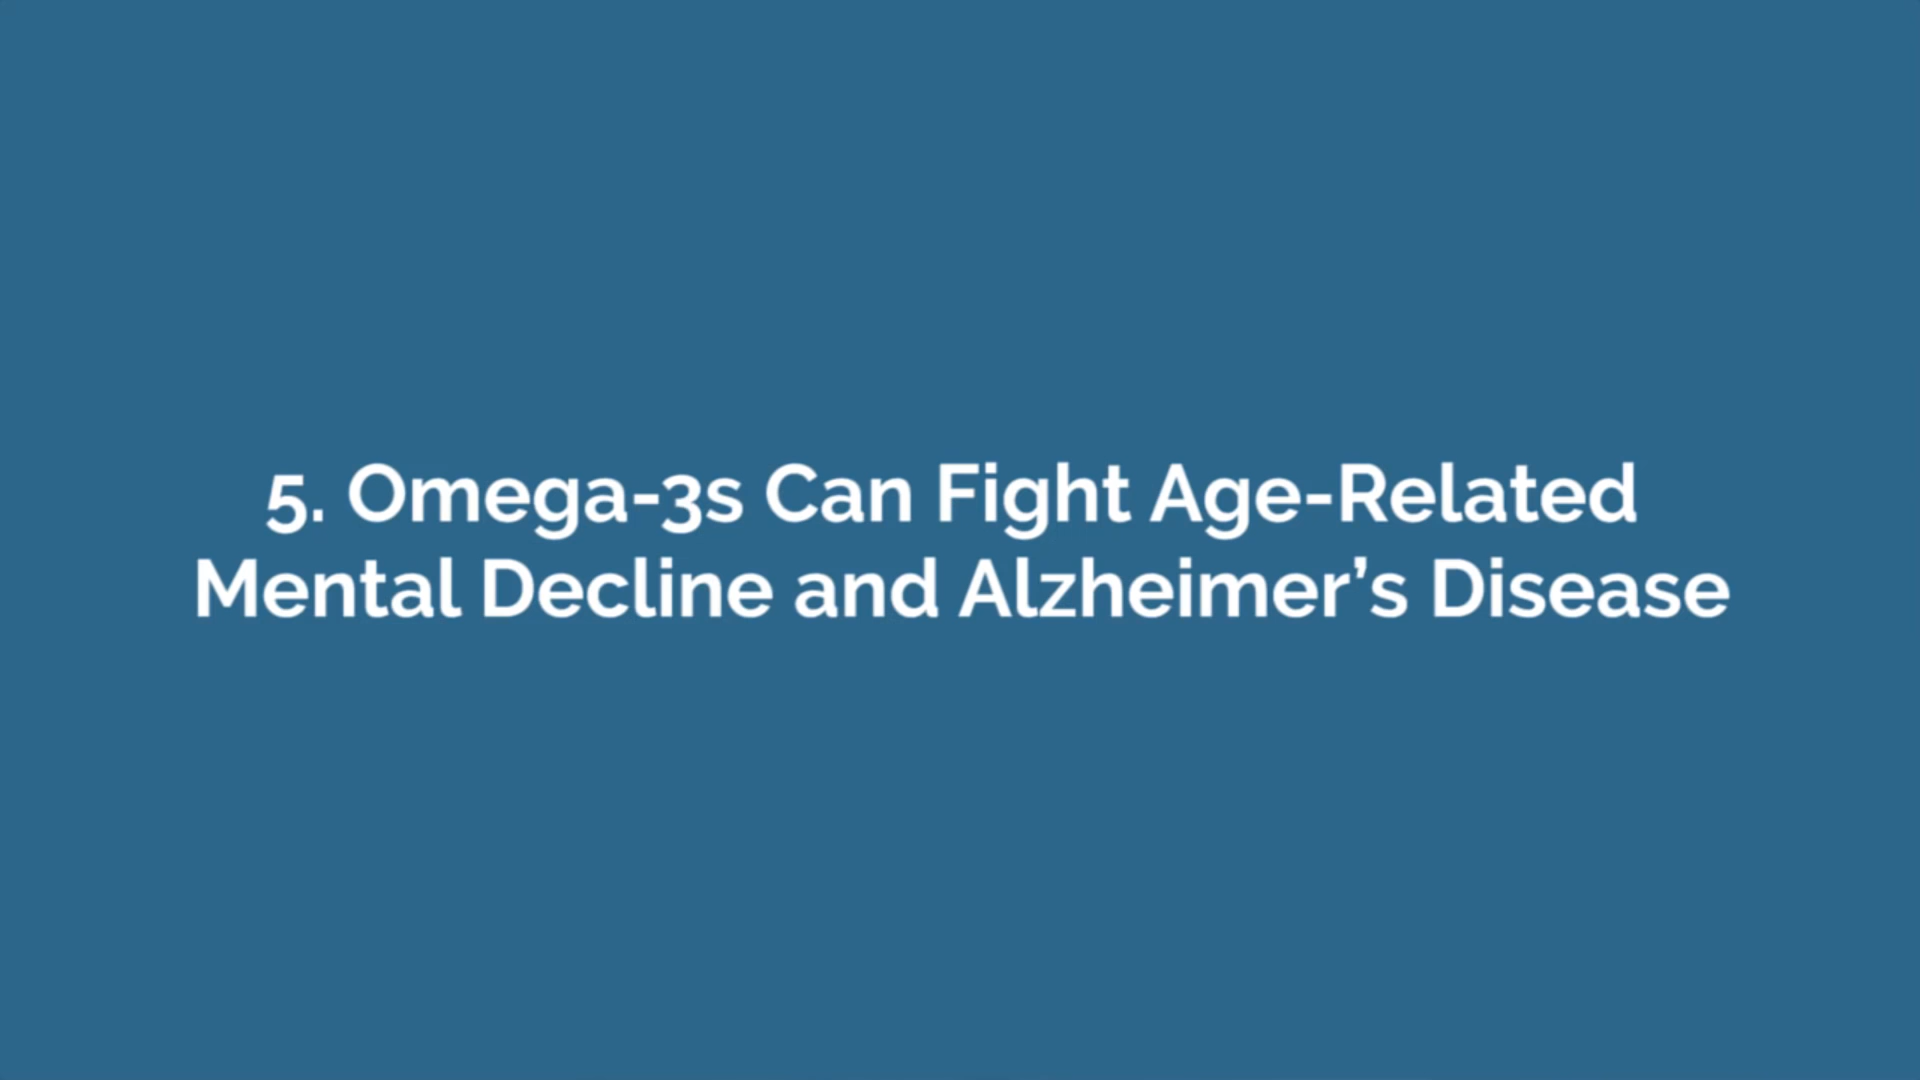 5. Omega-3s Can Fight Age-Related
Mental Decline and Alzheimer’s Disease